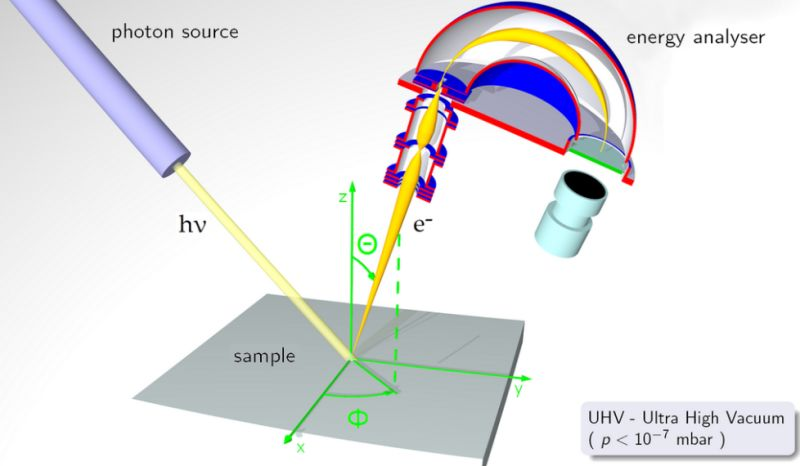 photon source
energy analyser
hν
z
e⁻
Θ
sample
y
Φ
x
UHV - Ultra High Vacuum
( p < 10⁻⁷ mbar )